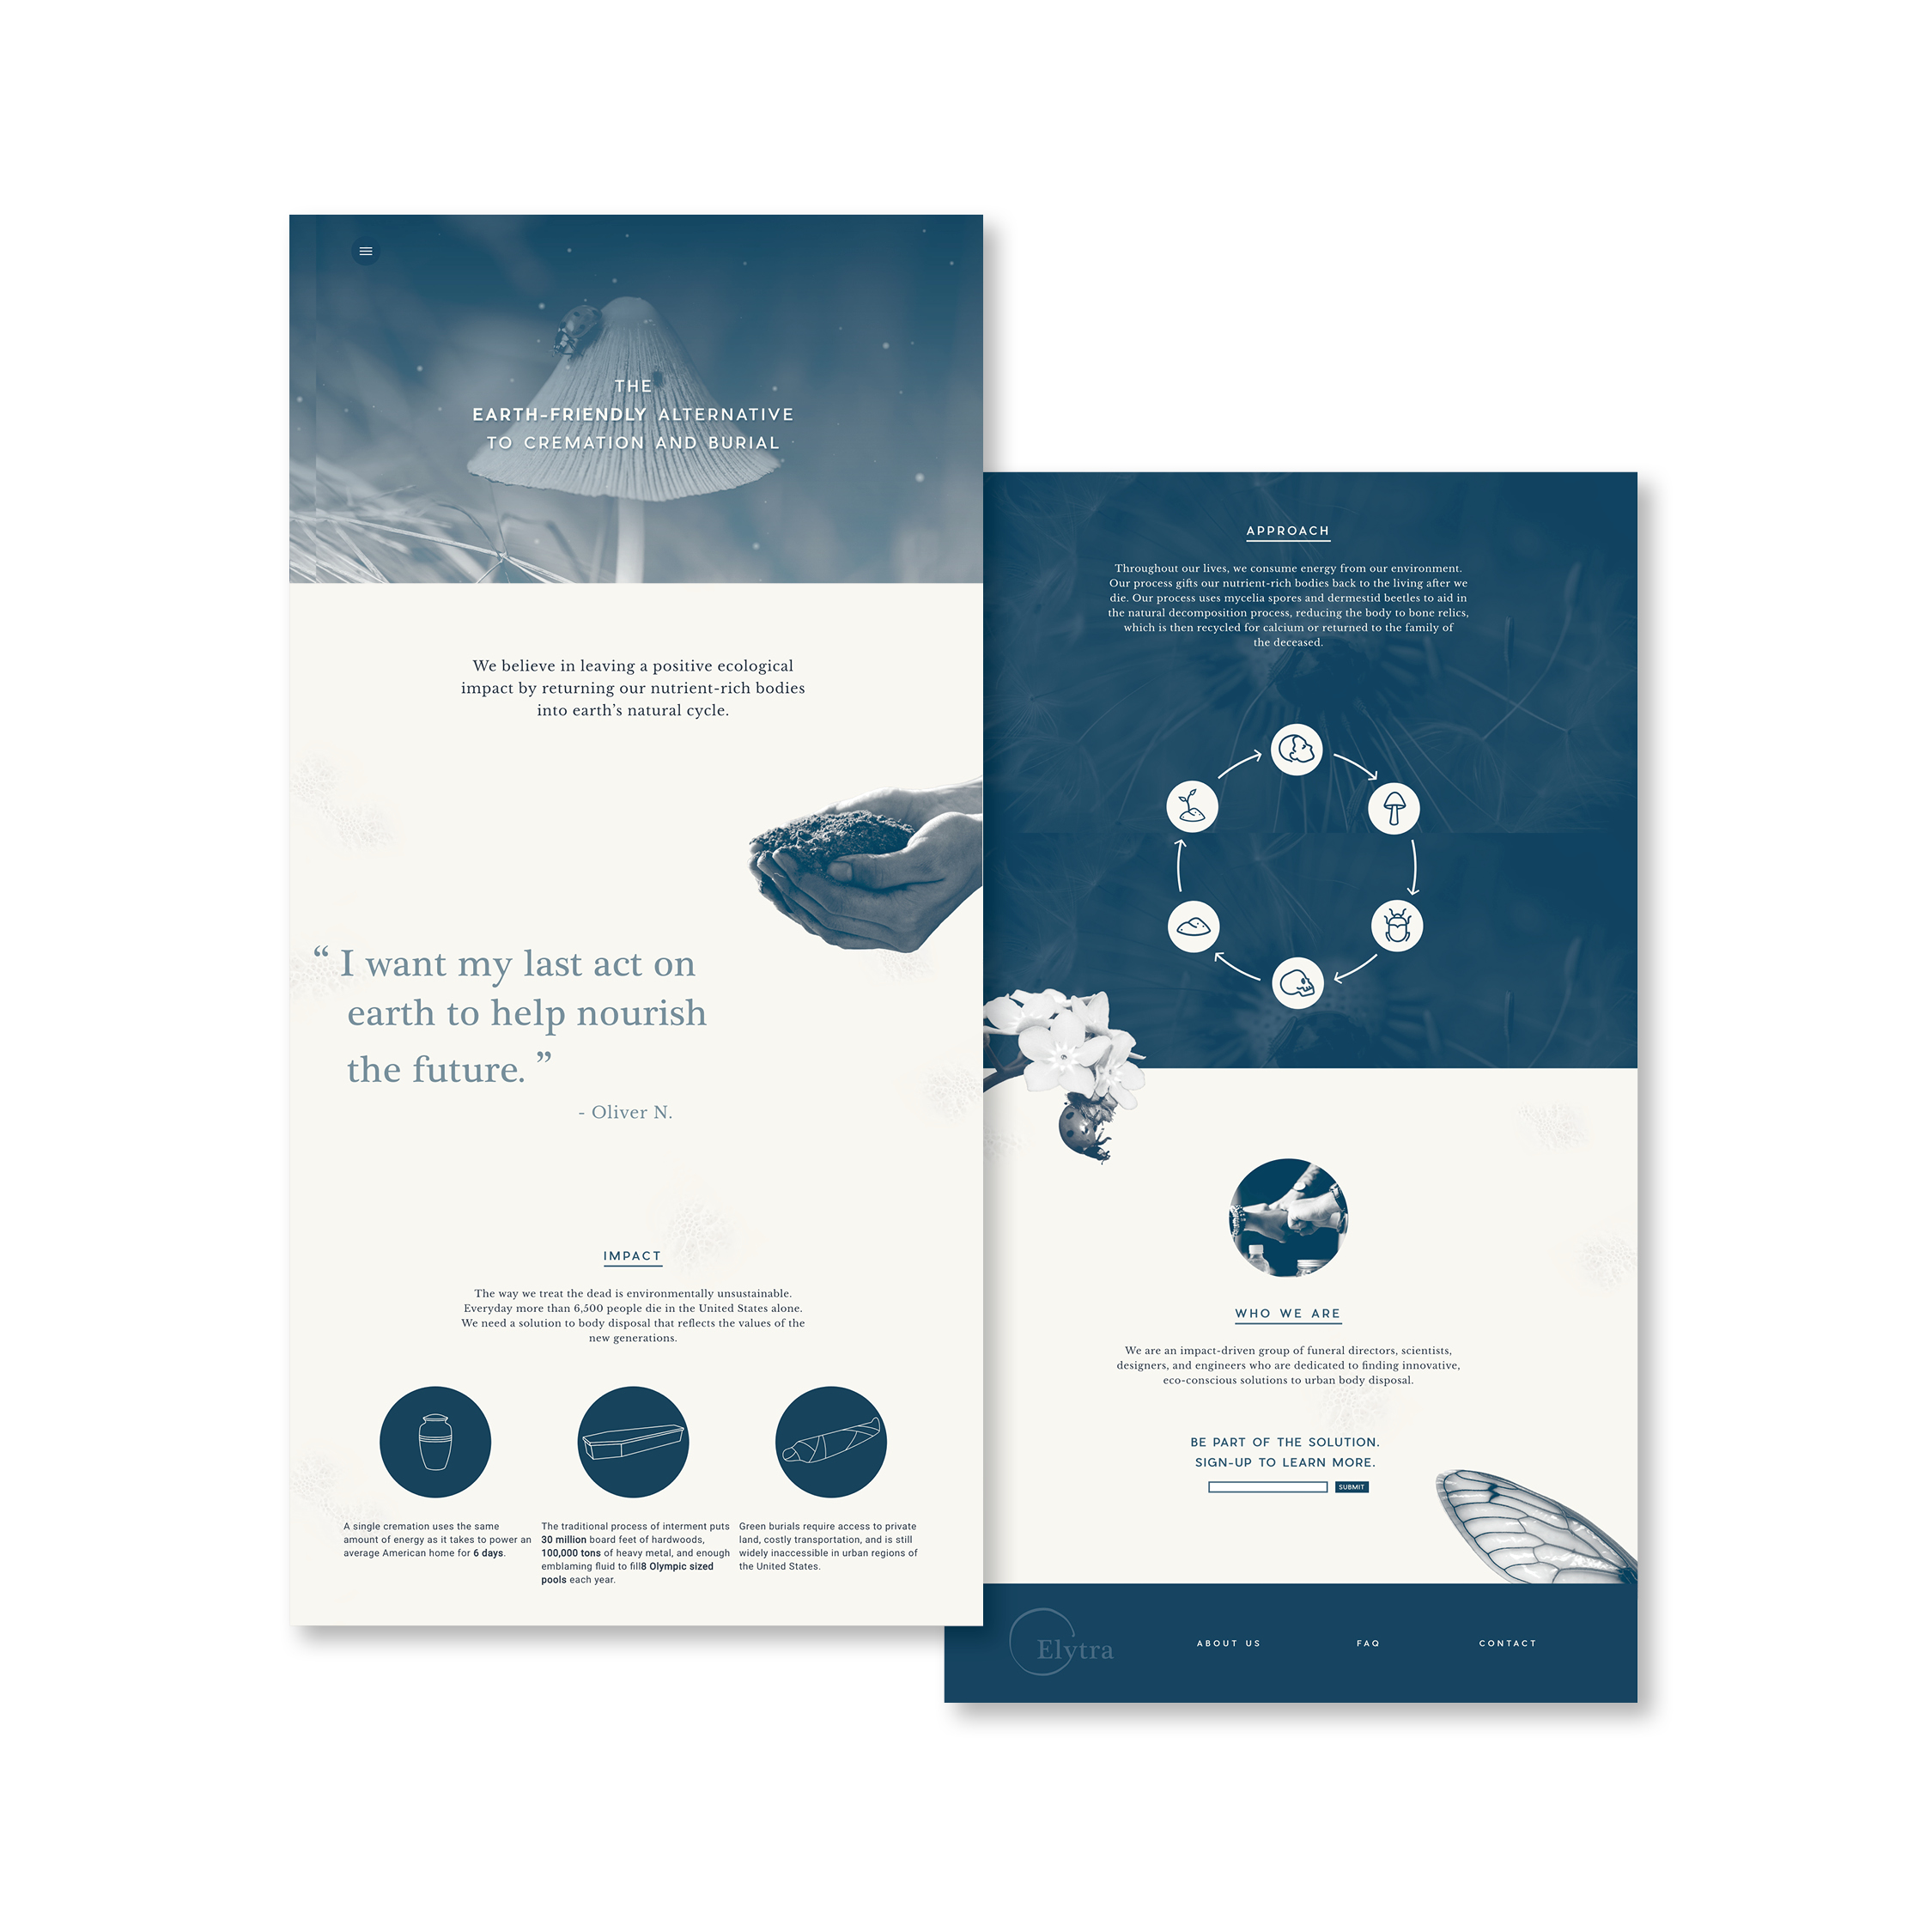 THE
EARTH-FRIENDLY ALTERNATIVE
TO CREMATION AND BURIAL
We believe in leaving a positive ecological
impact by returning our nutrient-rich bodies
into earth’s natural cycle.
“ I want my last act on
earth to help nourish
the future. ”
- Oliver N.
IMPACT
The way we treat the dead is environmentally unsustainable.
Everyday more than 6,500 people die in the United States alone.
We need a solution to body disposal that reflects the values of the
new generations.
A single cremation uses the same
amount of energy as it takes to power an
average American home for 6 days.
The traditional process of interment puts
30 million board feet of hardwoods,
100,000 tons of heavy metal, and enough
emblaming fluid to fill8 Olympic sized
pools each year.
Green burials require access to private
land, costly transportation, and is still
widely inaccessible in urban regions of
the United States.
APPROACH
Throughout our lives, we consume energy from our environment.
Our process gifts our nutrient-rich bodies back to the living after we
die. Our process uses mycelia spores and dermestid beetles to aid in
the natural decomposition process, reducing the body to bone relics,
which is then recycled for calcium or returned to the family of
the deceased.
WHO WE ARE
We are an impact-driven group of funeral directors, scientists,
designers, and engineers who are dedicated to finding innovative,
eco-conscious solutions to urban body disposal.
BE PART OF THE SOLUTION.
SIGN-UP TO LEARN MORE.
SUBMIT
Elytra
ABOUT US
FAQ
CONTACT